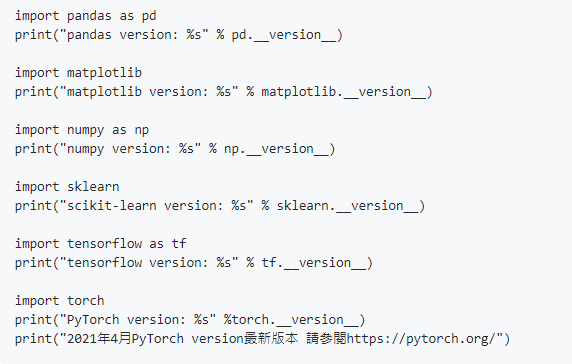 import pandas as pd
print("pandas version: %s" % pd.__version__)
import matplotlib
print("matplotlib version: %s" % matplotlib.__version__)
import numpy as np
print("numpy version: %s" % np.__version__)
import sklearn
print("scikit-learn version: %s" % sklearn.__version__)
import tensorflow as tf
print("tensorflow version: %s" % tf.__version__)
import torch
print("PyTorch version: %s" %torch.__version__)
print("2021年4月PyTorch version最新版本 請參閱https://pytorch.org/")